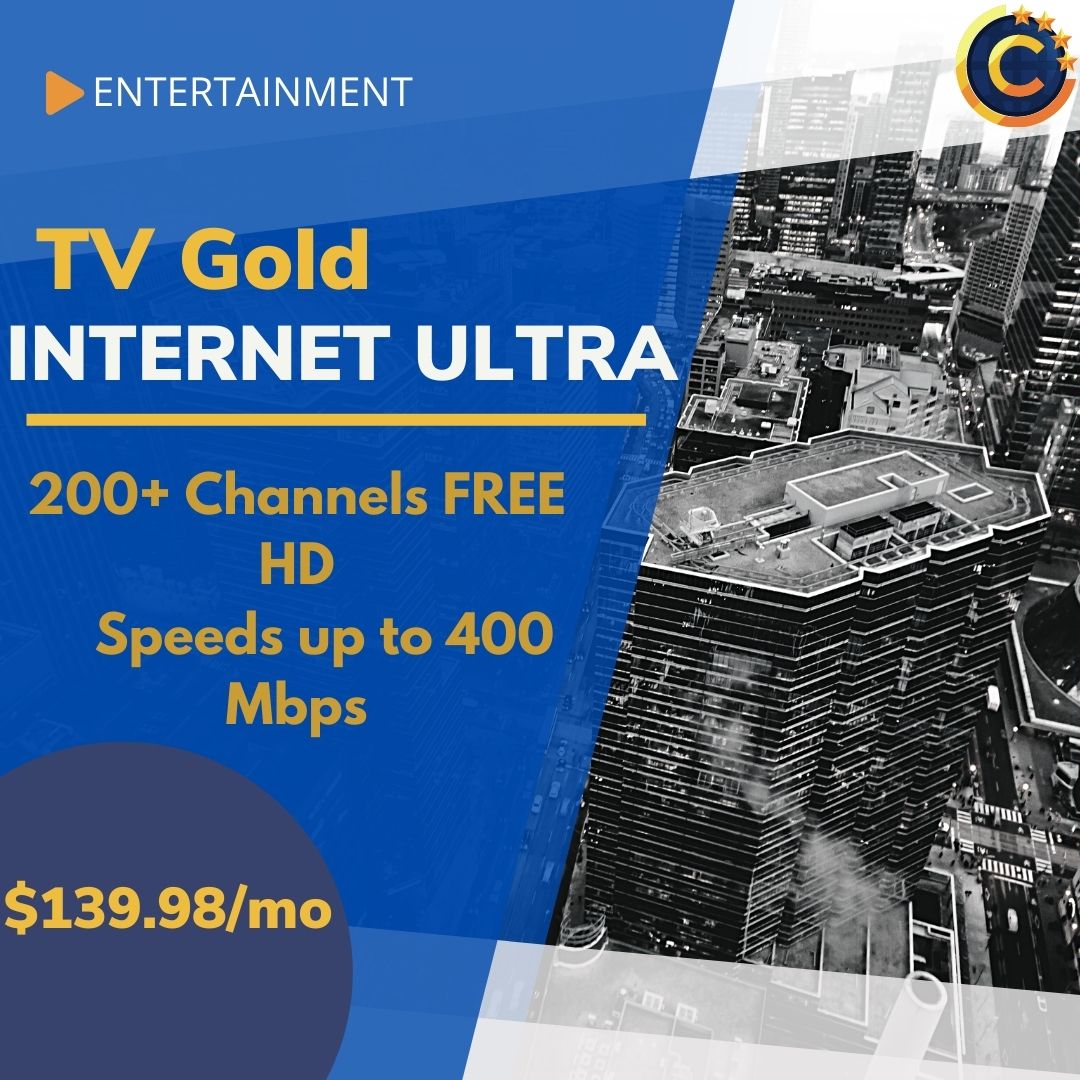 ENTERTAINMENT
C
TV Gold
INTERNET ULTRA
200+ Channels FREE
HD
Speeds up to 400
Mbps
$139.98/mo